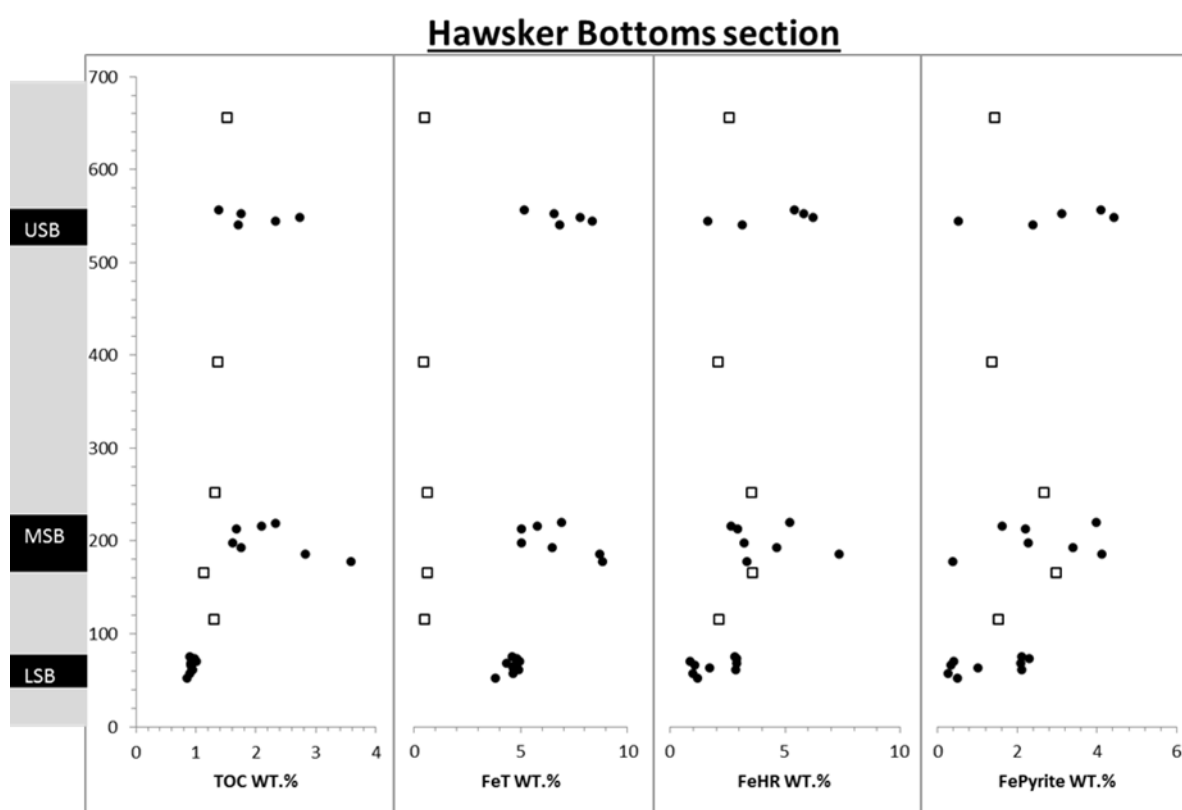 Hawsker Bottoms section
700
600
USB
500
400
300
MSB
200
100
LSB
0
0 1 2 3 4 0 5 10 0 5 10 0 2 4 6
TOC WT.% FeT WT.% FeHR WT.% FePyrite WT.%